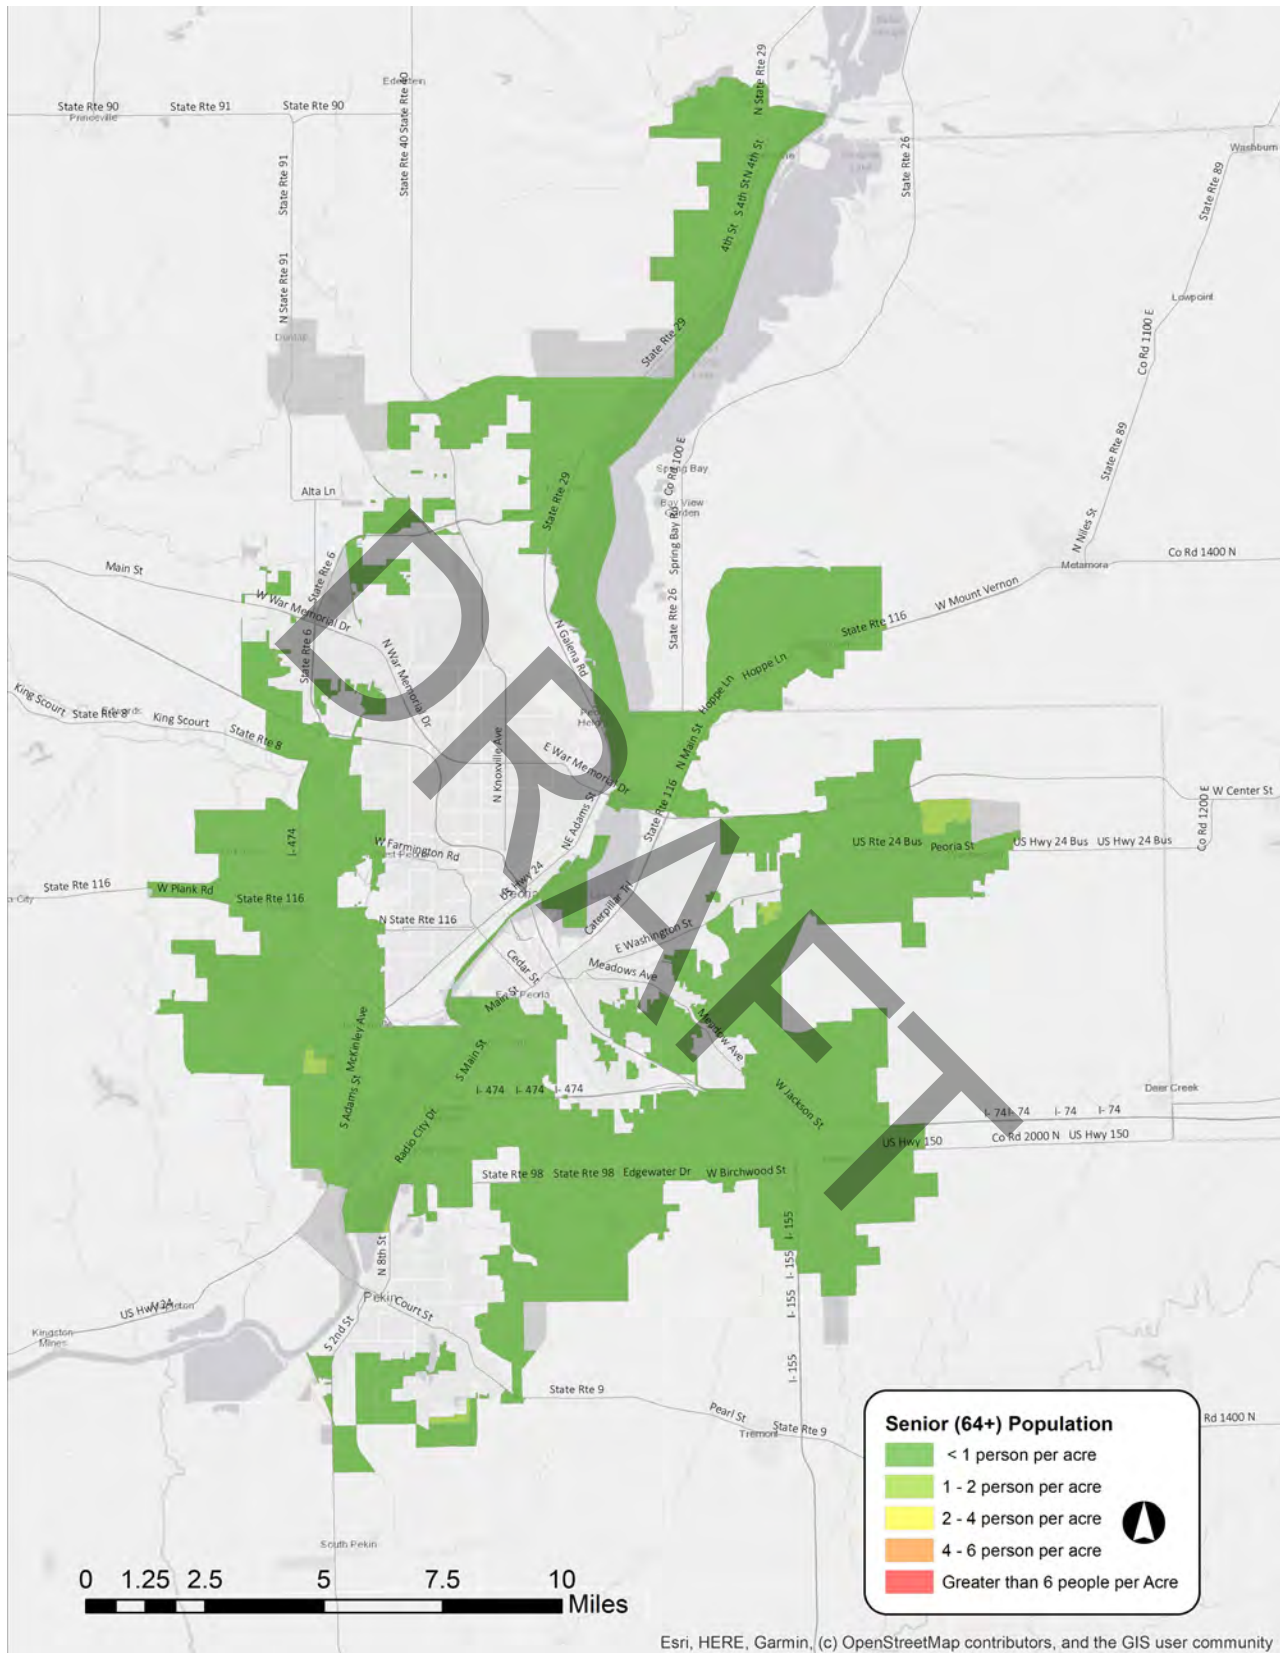 Edelstein
N State Rte 29
State Rte 90
State Rte 91
State Rte 90
Princeville
State Rte 40 State Rte 40
State Rte 26
Washburn
State Rte 89
State Rte 91
4th St S 4th St N 4th St
N State Rte 91
Lowpoint
Dunlap
State Rte 29
Co Rd 1100 E
Spring Bay
Co Rd 1100 E
State Rte 89
Alta Ln
State Rte 29
Bay View
Garden
Spring Bay Rd
N Niles St
Co Rd 1400 N
Metamora
Main St
State Rte 6
W War Memorial Dr
State Rte 26
W Mount Vernon
State Rte 116
N Galena Rd
State Rte 6
N War Memorial Dr
Hoppe Ln
Hoppe Ln
King Scourt
State Rte 8
Edwards
King Scourt
State Rte 8
N Main St
N Knoxville Ave
E War Memorial Dr
State Rte 116
NE Adams St
W Center St
Co Rd 1200 E
I-474
W Farmington Rd
US Rte 24 Bus
Peoria St
US Hwy 24 Bus
US Hwy 24 Bus
US Hwy 24
State Rte 116
W Plank Rd
State Rte 116
Caterpillar Trl
N State Rte 116
E Washington St
Cedar St
Meadows Ave
Main St
East Peoria
Meadow Ave
S Adams St McKinley Ave
S Main St
I-474
I-474
I-474
W Jackson St
Deer Creek
I-74 I-74
I-74
I-74
Radio City Dr
US Hwy 150
Co Rd 2000 N
US Hwy 150
State Rte 98
State Rte 98
Edgewater Dr
W Birchwood St
I-155
I-155
I-155
I-155
I-155
N 8th St
Pekin
Court St
US Hwy 24
Kingston
Mines
S 2nd St
State Rte 9
Pearl St
State Rte 9
Tremont
Rd 1400 N
South Pekin
DRAFT
Senior (64+) Population
< 1 person per acre
1 - 2 person per acre
2 - 4 person per acre
4 - 6 person per acre
Greater than 6 people per Acre
0 1.25 2.5 5 7.5 10
Miles
Esri, HERE, Garmin, (c) OpenStreetMap contributors, and the GIS user community